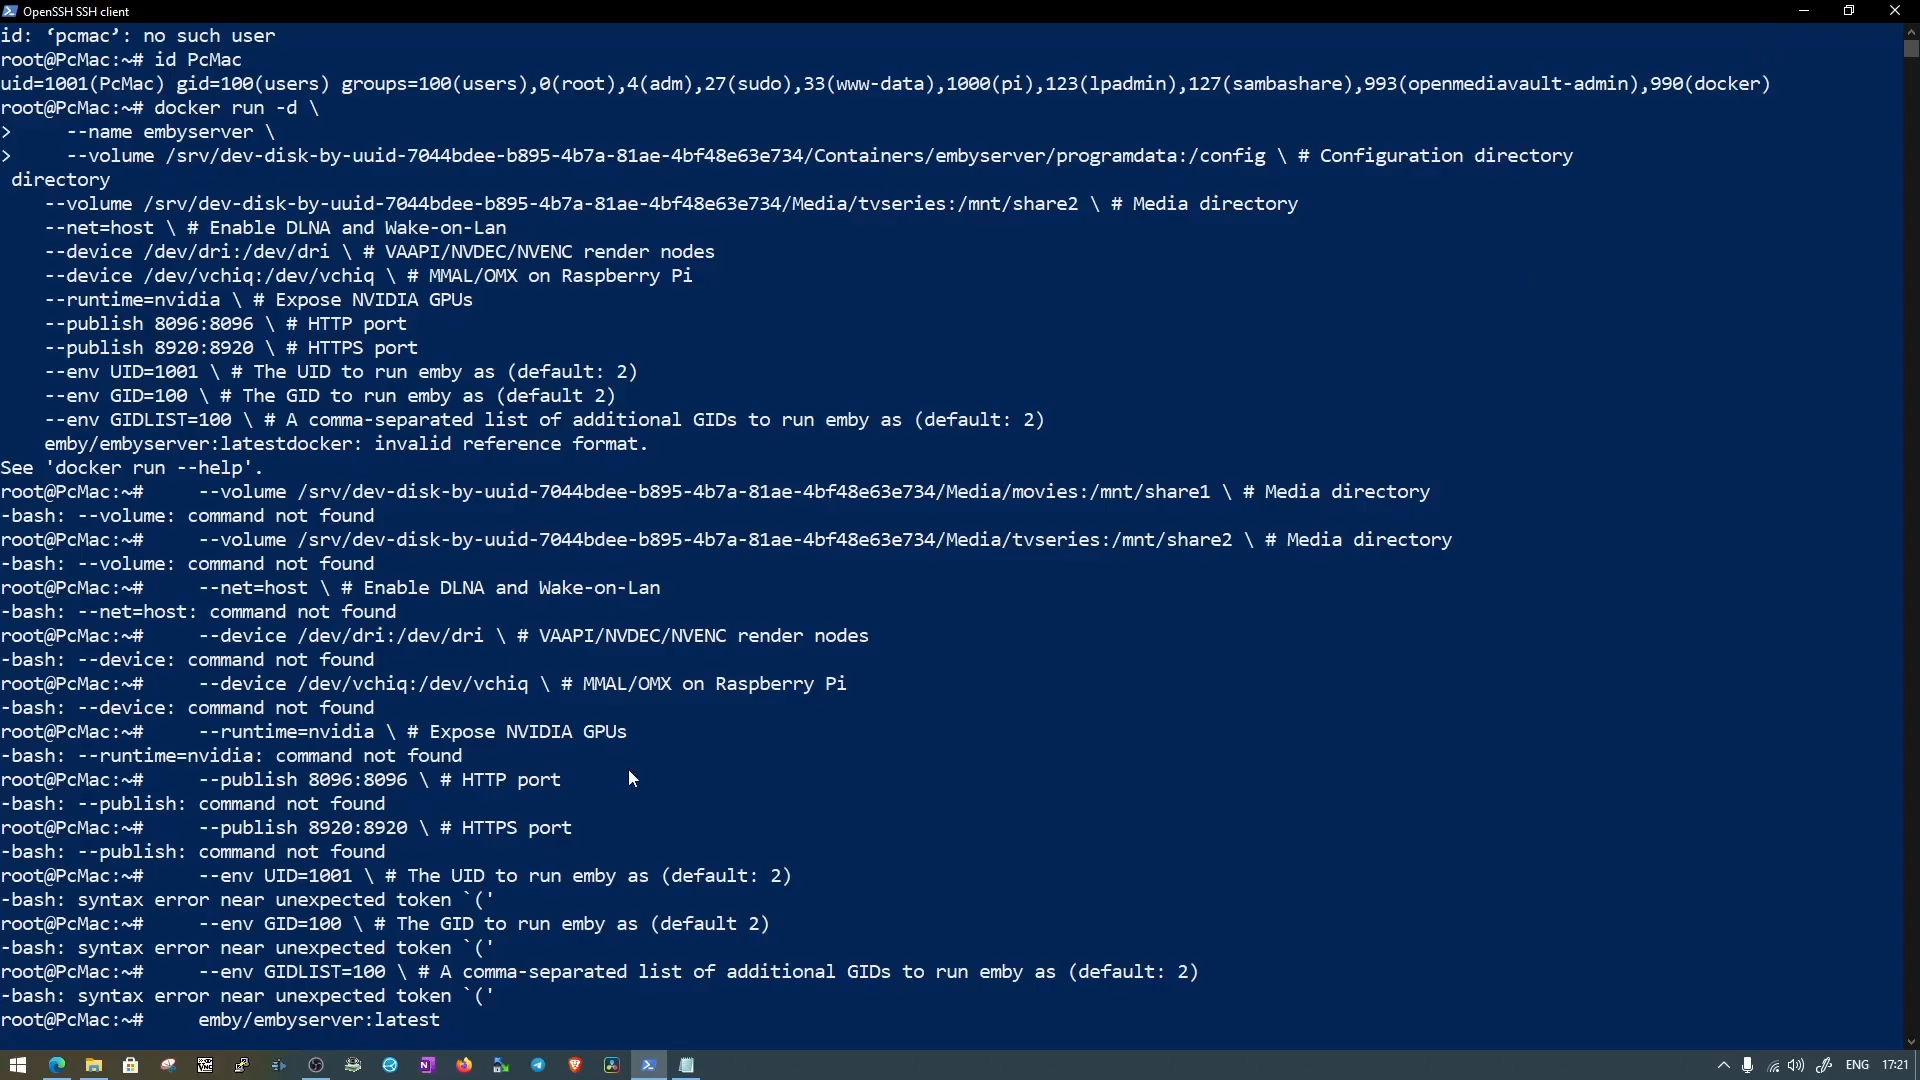 OpenSSH SSH client
id: ‘pcmac’: no such user
root@PcMac:~# id PcMac
uid=1001(PcMac) gid=100(users) groups=100(users),0(root),4(adm),27(sudo),33(www-data),1000(pi),123(lpadmin),127(sambashare),993(openmediavault-admin),990(docker)
root@PcMac:~# docker run -d \
>     --name embyserver \
>     --volume /srv/dev-disk-by-uuid-7044bdee-b895-4b7a-81ae-4bf48e63e734/Containers/embyserver/programdata:/config \ # Configuration directory
 directory
    --volume /srv/dev-disk-by-uuid-7044bdee-b895-4b7a-81ae-4bf48e63e734/Media/tvseries:/mnt/share2 \ # Media directory
    --net=host \ # Enable DLNA and Wake-on-Lan
    --device /dev/dri:/dev/dri \ # VAAPI/NVDEC/NVENC render nodes
    --device /dev/vchiq:/dev/vchiq \ # MMAL/OMX on Raspberry Pi
    --runtime=nvidia \ # Expose NVIDIA GPUs
    --publish 8096:8096 \ # HTTP port
    --publish 8920:8920 \ # HTTPS port
    --env UID=1001 \ # The UID to run emby as (default: 2)
    --env GID=100 \ # The GID to run emby as (default 2)
    --env GIDLIST=100 \ # A comma-separated list of additional GIDs to run emby as (default: 2)
    emby/embyserver:latestdocker: invalid reference format.
See 'docker run --help'.
root@PcMac:~#     --volume /srv/dev-disk-by-uuid-7044bdee-b895-4b7a-81ae-4bf48e63e734/Media/movies:/mnt/share1 \ # Media directory
-bash: --volume: command not found
root@PcMac:~#     --volume /srv/dev-disk-by-uuid-7044bdee-b895-4b7a-81ae-4bf48e63e734/Media/tvseries:/mnt/share2 \ # Media directory
-bash: --volume: command not found
root@PcMac:~#     --net=host \ # Enable DLNA and Wake-on-Lan
-bash: --net=host: command not found
root@PcMac:~#     --device /dev/dri:/dev/dri \ # VAAPI/NVDEC/NVENC render nodes
-bash: --device: command not found
root@PcMac:~#     --device /dev/vchiq:/dev/vchiq \ # MMAL/OMX on Raspberry Pi
-bash: --device: command not found
root@PcMac:~#     --runtime=nvidia \ # Expose NVIDIA GPUs
-bash: --runtime=nvidia: command not found
root@PcMac:~#     --publish 8096:8096 \ # HTTP port
-bash: --publish: command not found
root@PcMac:~#     --publish 8920:8920 \ # HTTPS port
-bash: --publish: command not found
root@PcMac:~#     --env UID=1001 \ # The UID to run emby as (default: 2)
-bash: syntax error near unexpected token `('
root@PcMac:~#     --env GID=100 \ # The GID to run emby as (default 2)
-bash: syntax error near unexpected token `('
root@PcMac:~#     --env GIDLIST=100 \ # A comma-separated list of additional GIDs to run emby as (default: 2)
-bash: syntax error near unexpected token `('
root@PcMac:~#     emby/embyserver:latest
ENG 17:21